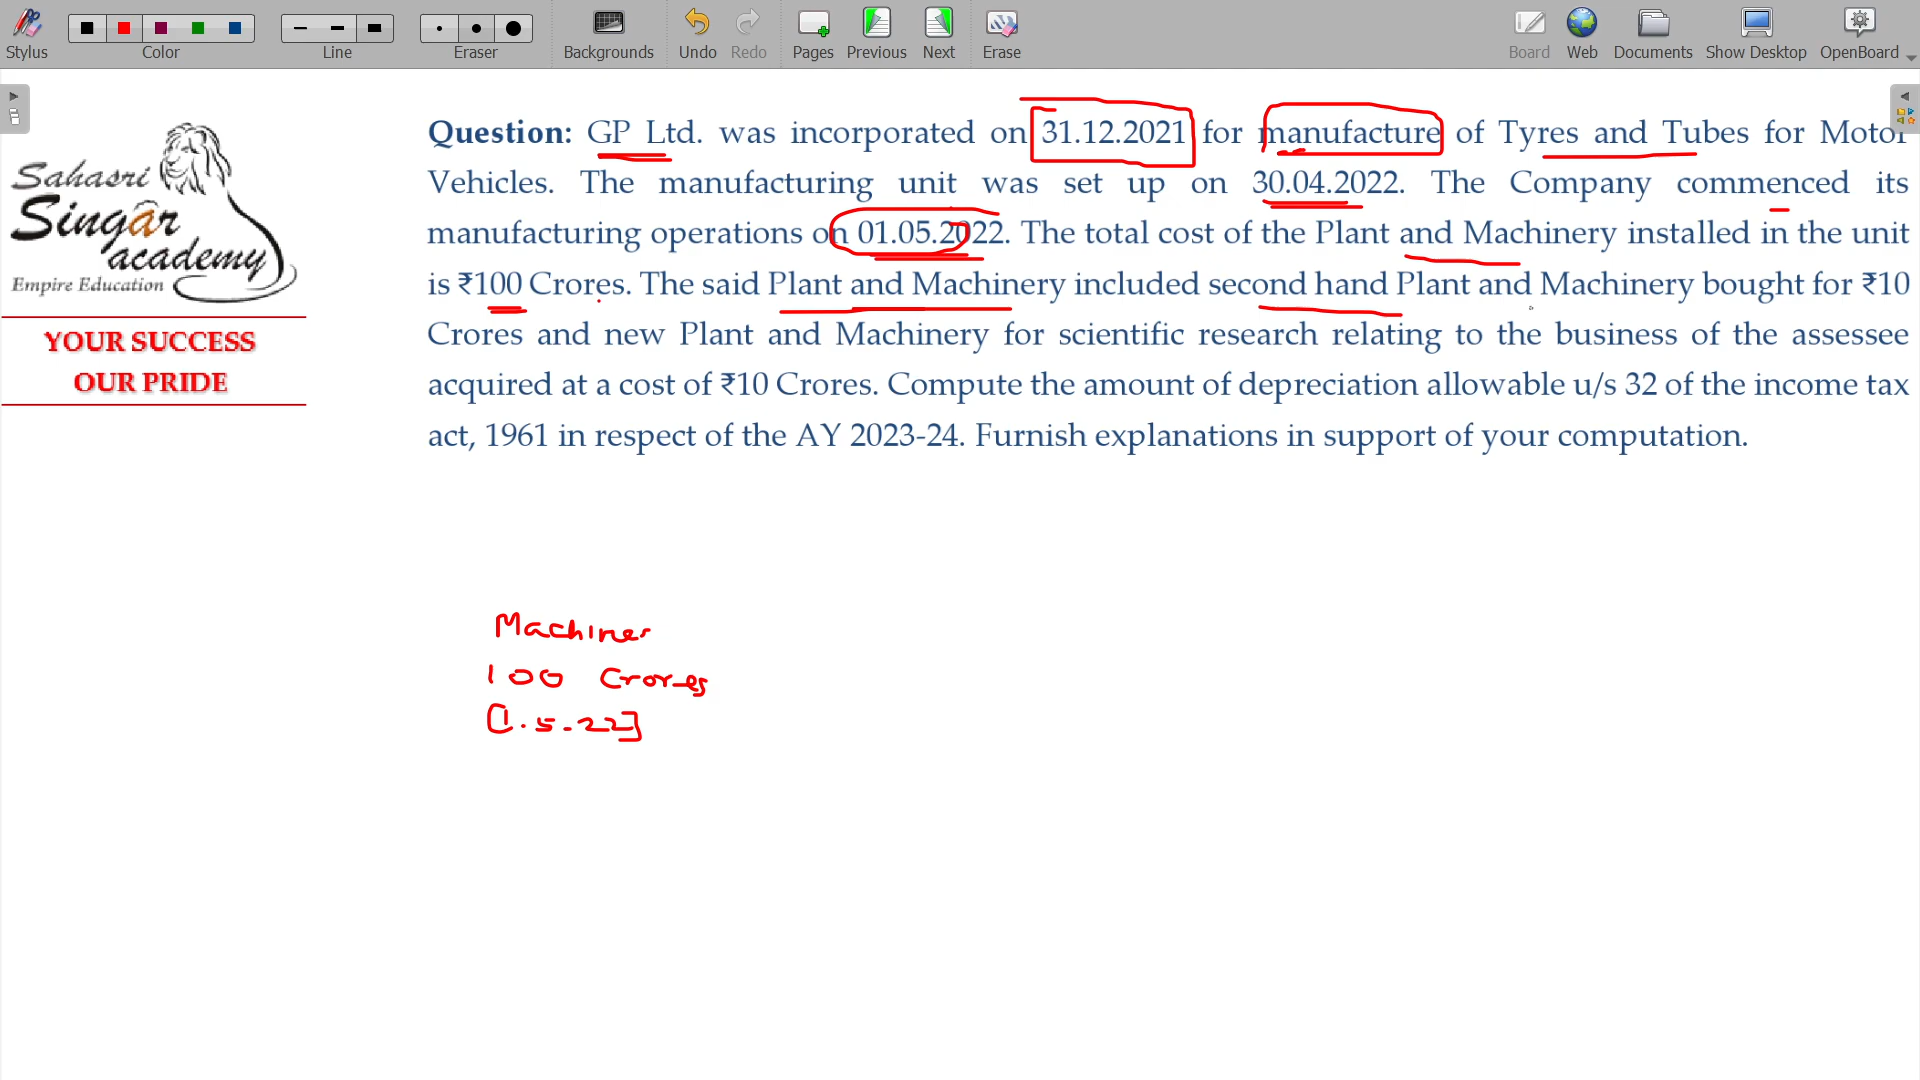 Stylus Color Line Eraser Backgrounds Undo Redo Pages Previous Next Erase Board Web Documents Show Desktop OpenBoard
Sahasri
Singar
academy
Empire Education
YOUR SUCCESS
OUR PRIDE
Question: GP Ltd. was incorporated on 31.12.2021 for manufacture of Tyres and Tubes for Motor
Vehicles. The manufacturing unit was set up on 30.04.2022. The Company commenced its
manufacturing operations on 01.05.2022. The total cost of the Plant and Machinery installed in the unit
is ₹100 Crores. The said Plant and Machinery included second hand Plant and Machinery bought for ₹10
Crores and new Plant and Machinery for scientific research relating to the business of the assessee
acquired at a cost of ₹10 Crores. Compute the amount of depreciation allowable u/s 32 of the income tax
act, 1961 in respect of the AY 2023-24. Furnish explanations in support of your computation.
Machines
100 Crores
[1.5.22]